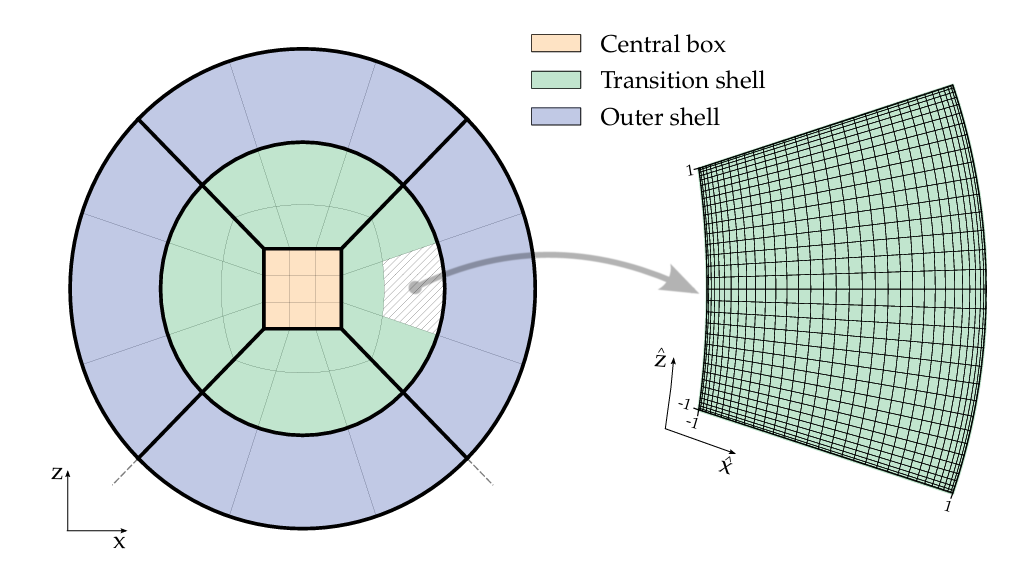 Central box
Transition shell
Outer shell
1
-1
-1
1
ẑ
x̂
z
x